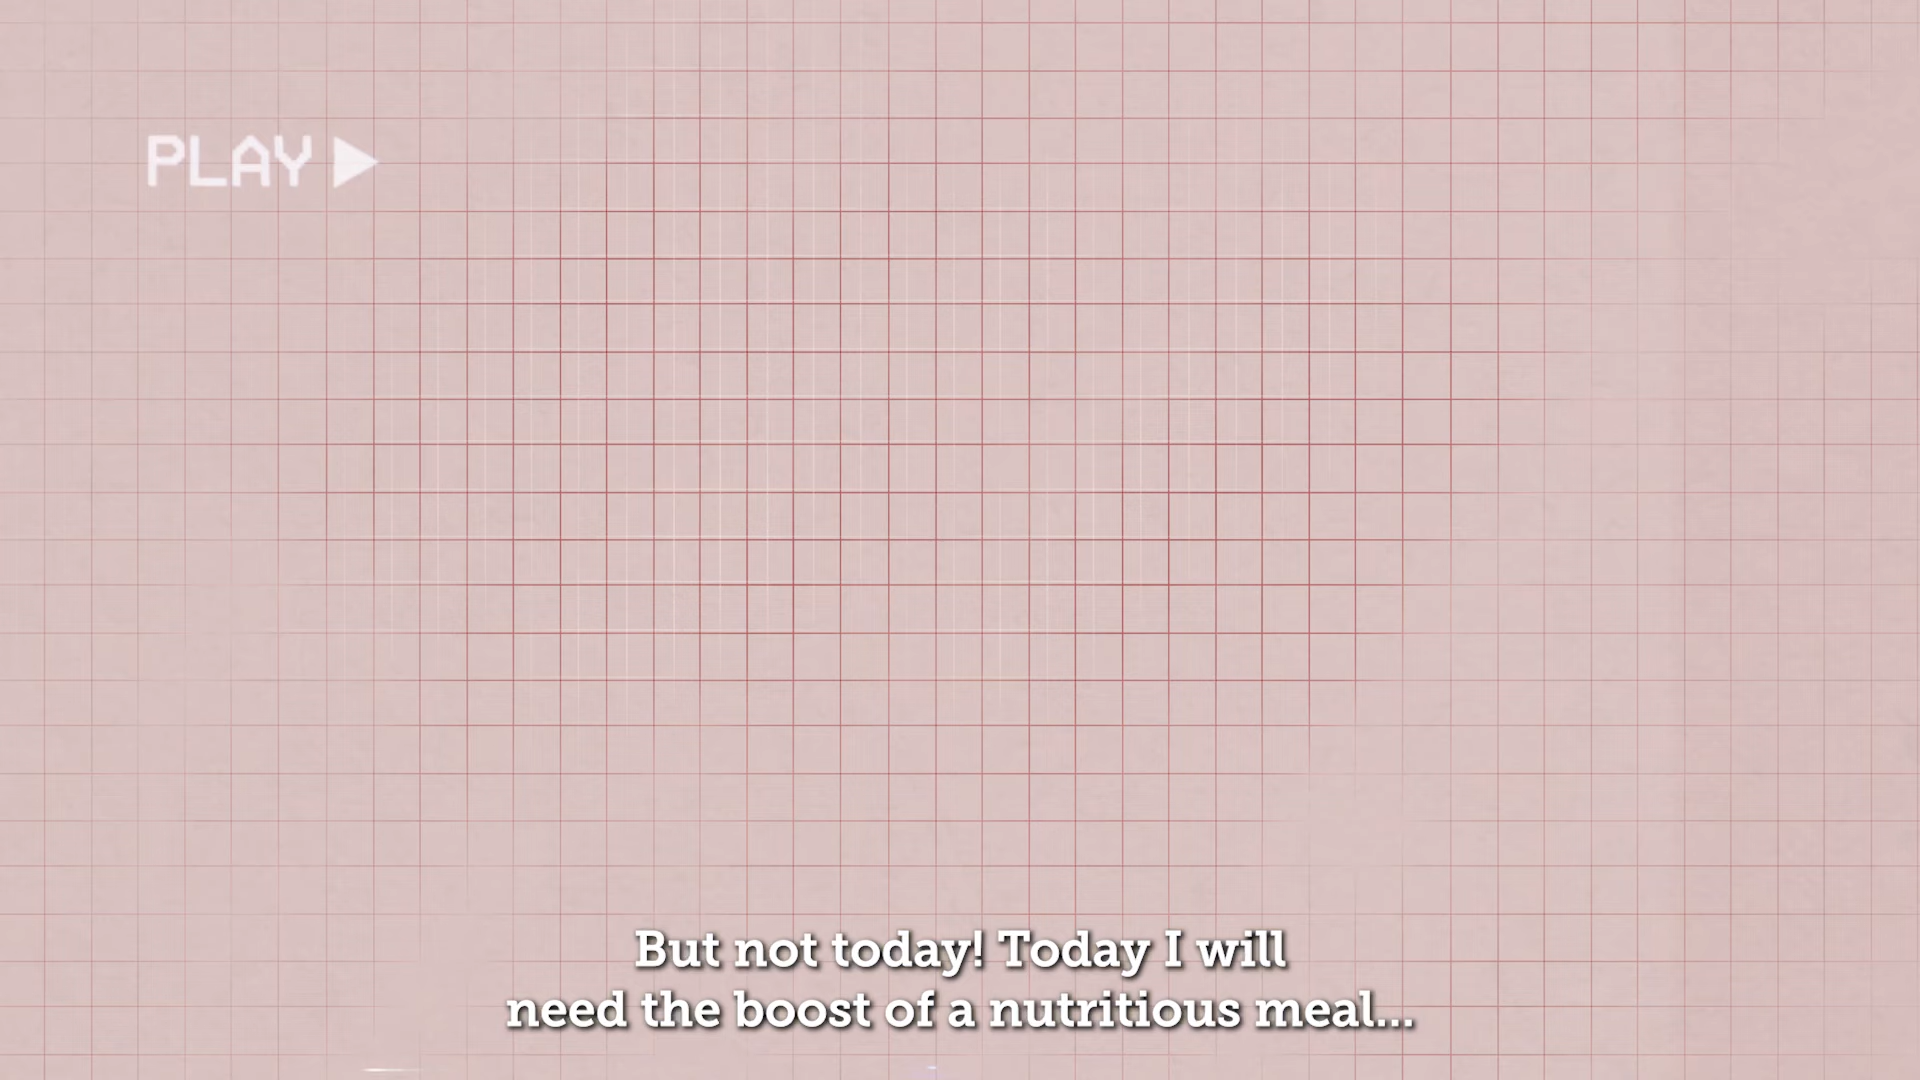 PLAY
But not today! Today I will
need the boost of a nutritious meal...